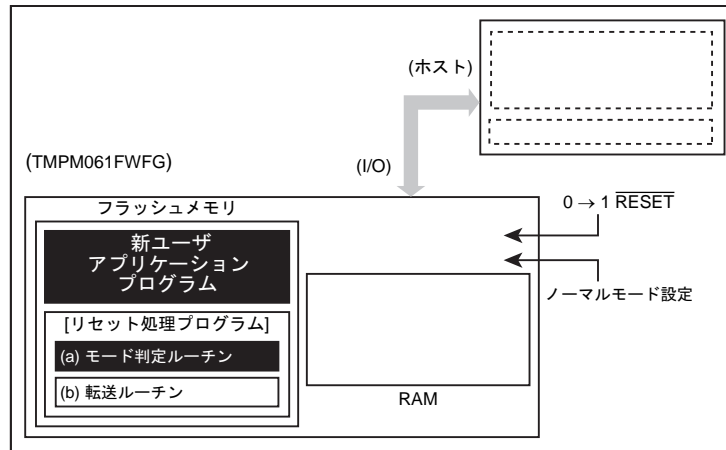 (ホスト)
(TMPM061FWFG)
(I/O)
フラッシュメモリ
0 → 1 RESET
新ユーザ
アプリケーション
プログラム
ノーマルモード設定
[リセット処理プログラム]
(a) モード判定ルーチン
(b) 転送ルーチン
RAM